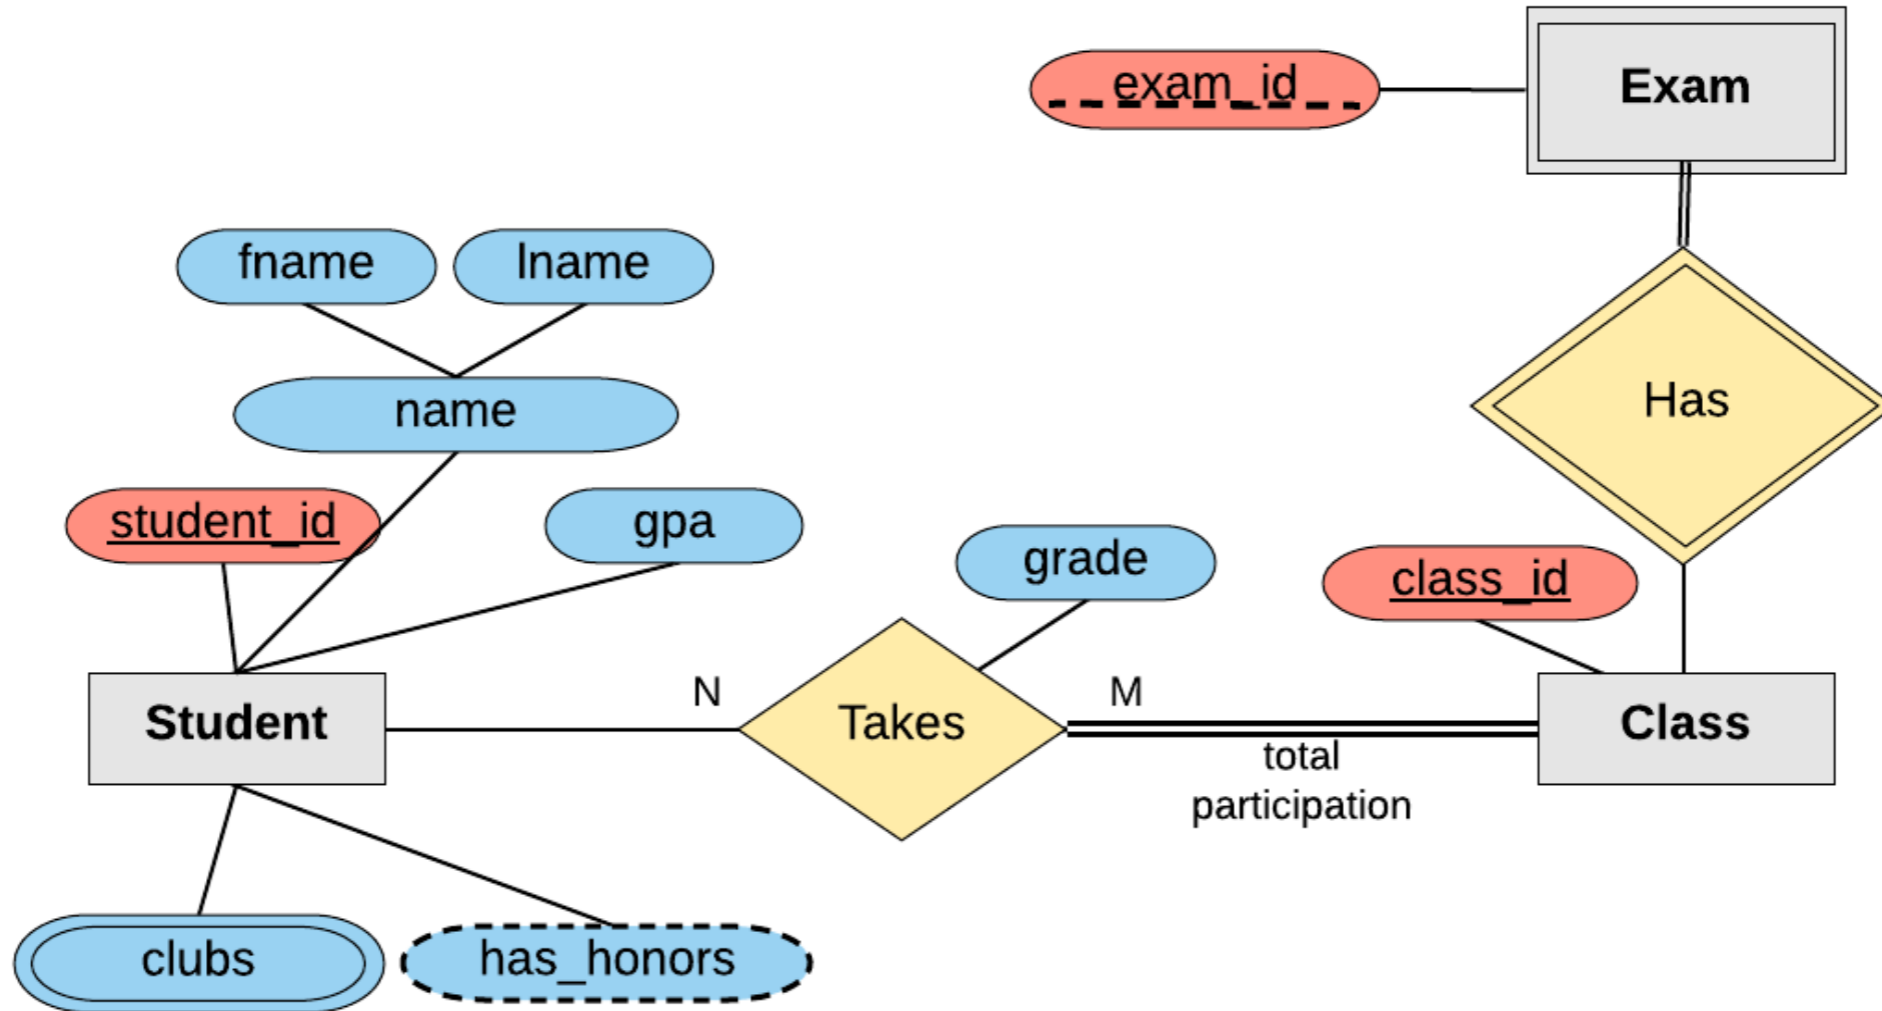 exam_id
Exam
fname
lname
name
Has
student_id
gpa
grade
class_id
Student
N
Takes
M
Class
total
participation
clubs
has_honors